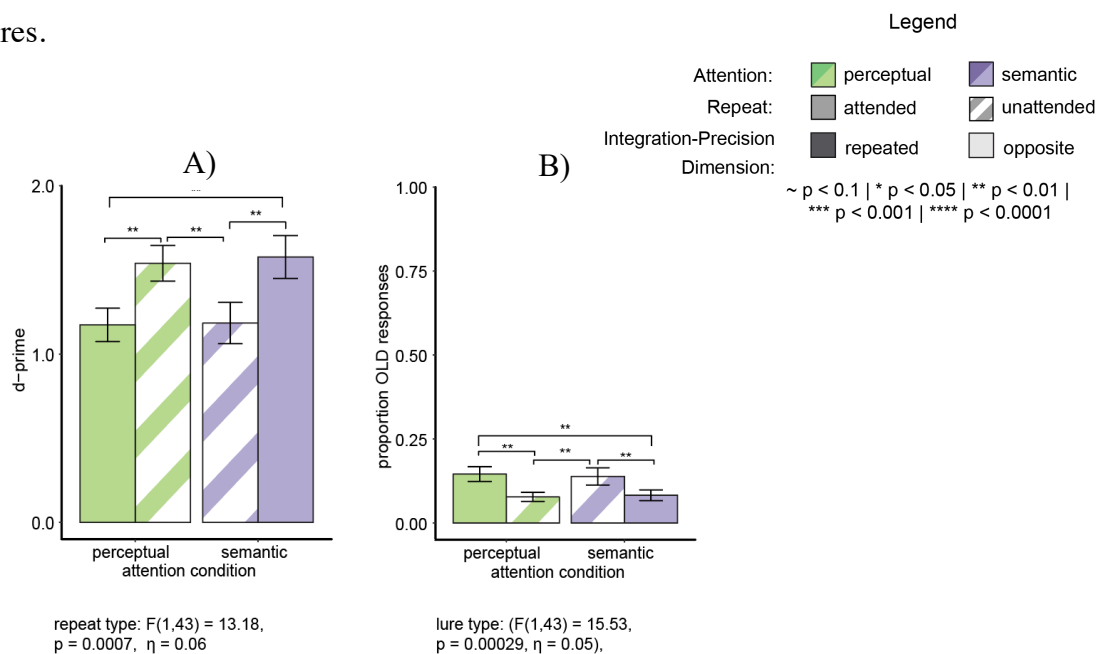 res.
Legend
Attention: perceptual semantic
Repeat: attended unattended
Integration-Precision
Dimension: repeated opposite
~ p < 0.1 | * p < 0.05 | ** p < 0.01 |
*** p < 0.001 | **** p < 0.0001
A)
d−prime
2.0
1.0
0.0
** ** **
perceptual semantic
attention condition
repeat type: F(1,43) = 13.18,
p = 0.0007, η = 0.06
B)
proportion OLD responses
1.00
0.75
0.50
0.25
0.00
**
** ** **
perceptual semantic
attention condition
lure type: (F(1,43) = 15.53,
p = 0.00029, η = 0.05),